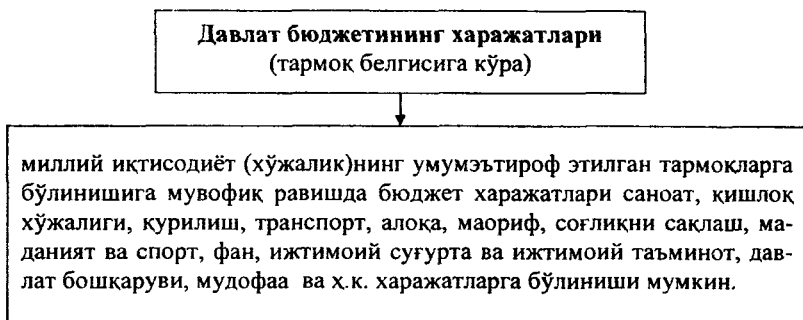 Давлат бюджетининг харажатлари
(тармоқ белгисига кўра)
миллий иқтисодиёт (хўжалик)нинг умумэътироф этилган тармоқларга
бўлинишига мувофиқ равишда бюджет харажатлари саноат, қишлоқ
хўжалиги, қурилиш, транспорт, алоқа, маориф, соғлиқни сақлаш, ма-
даният ва спорт, фан, ижтимоий суғурта ва ижтимоий таъминот, дав-
лат бошқаруви, мудофаа ва ҳ.к. харажатларга бўлиниши мумкин.